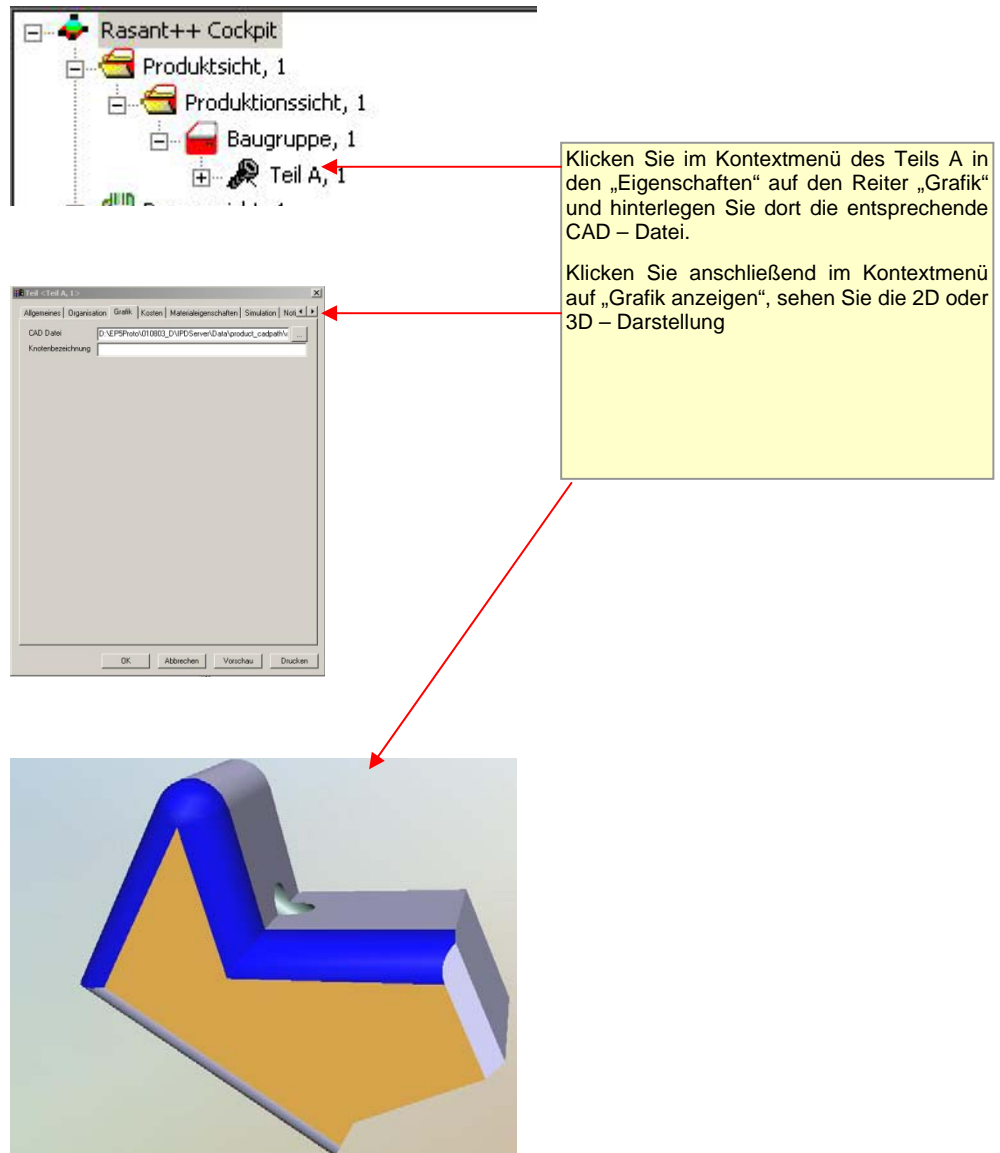 Rasant++ Cockpit
Produktsicht, 1
Produktionssicht, 1
Baugruppe, 1
Teil A, 1
Klicken Sie im Kontextmenü des Teils A in
den „Eigenschaften“ auf den Reiter „Grafik“
und hinterlegen Sie dort die entsprechende
CAD – Datei.
Klicken Sie anschließend im Kontextmenü
auf „Grafik anzeigen“, sehen Sie die 2D oder
3D – Darstellung
Teil <Teil A, 1>
Allgemeines Organisation Grafik Kosten Materialeigenschaften Simulation
CAD Datei D:\EP5Proto\010803_D\IPDServer\Data\product_cadpath\ ...
Knotenbezeichnung
OK Abbrechen Vorschau Drucken